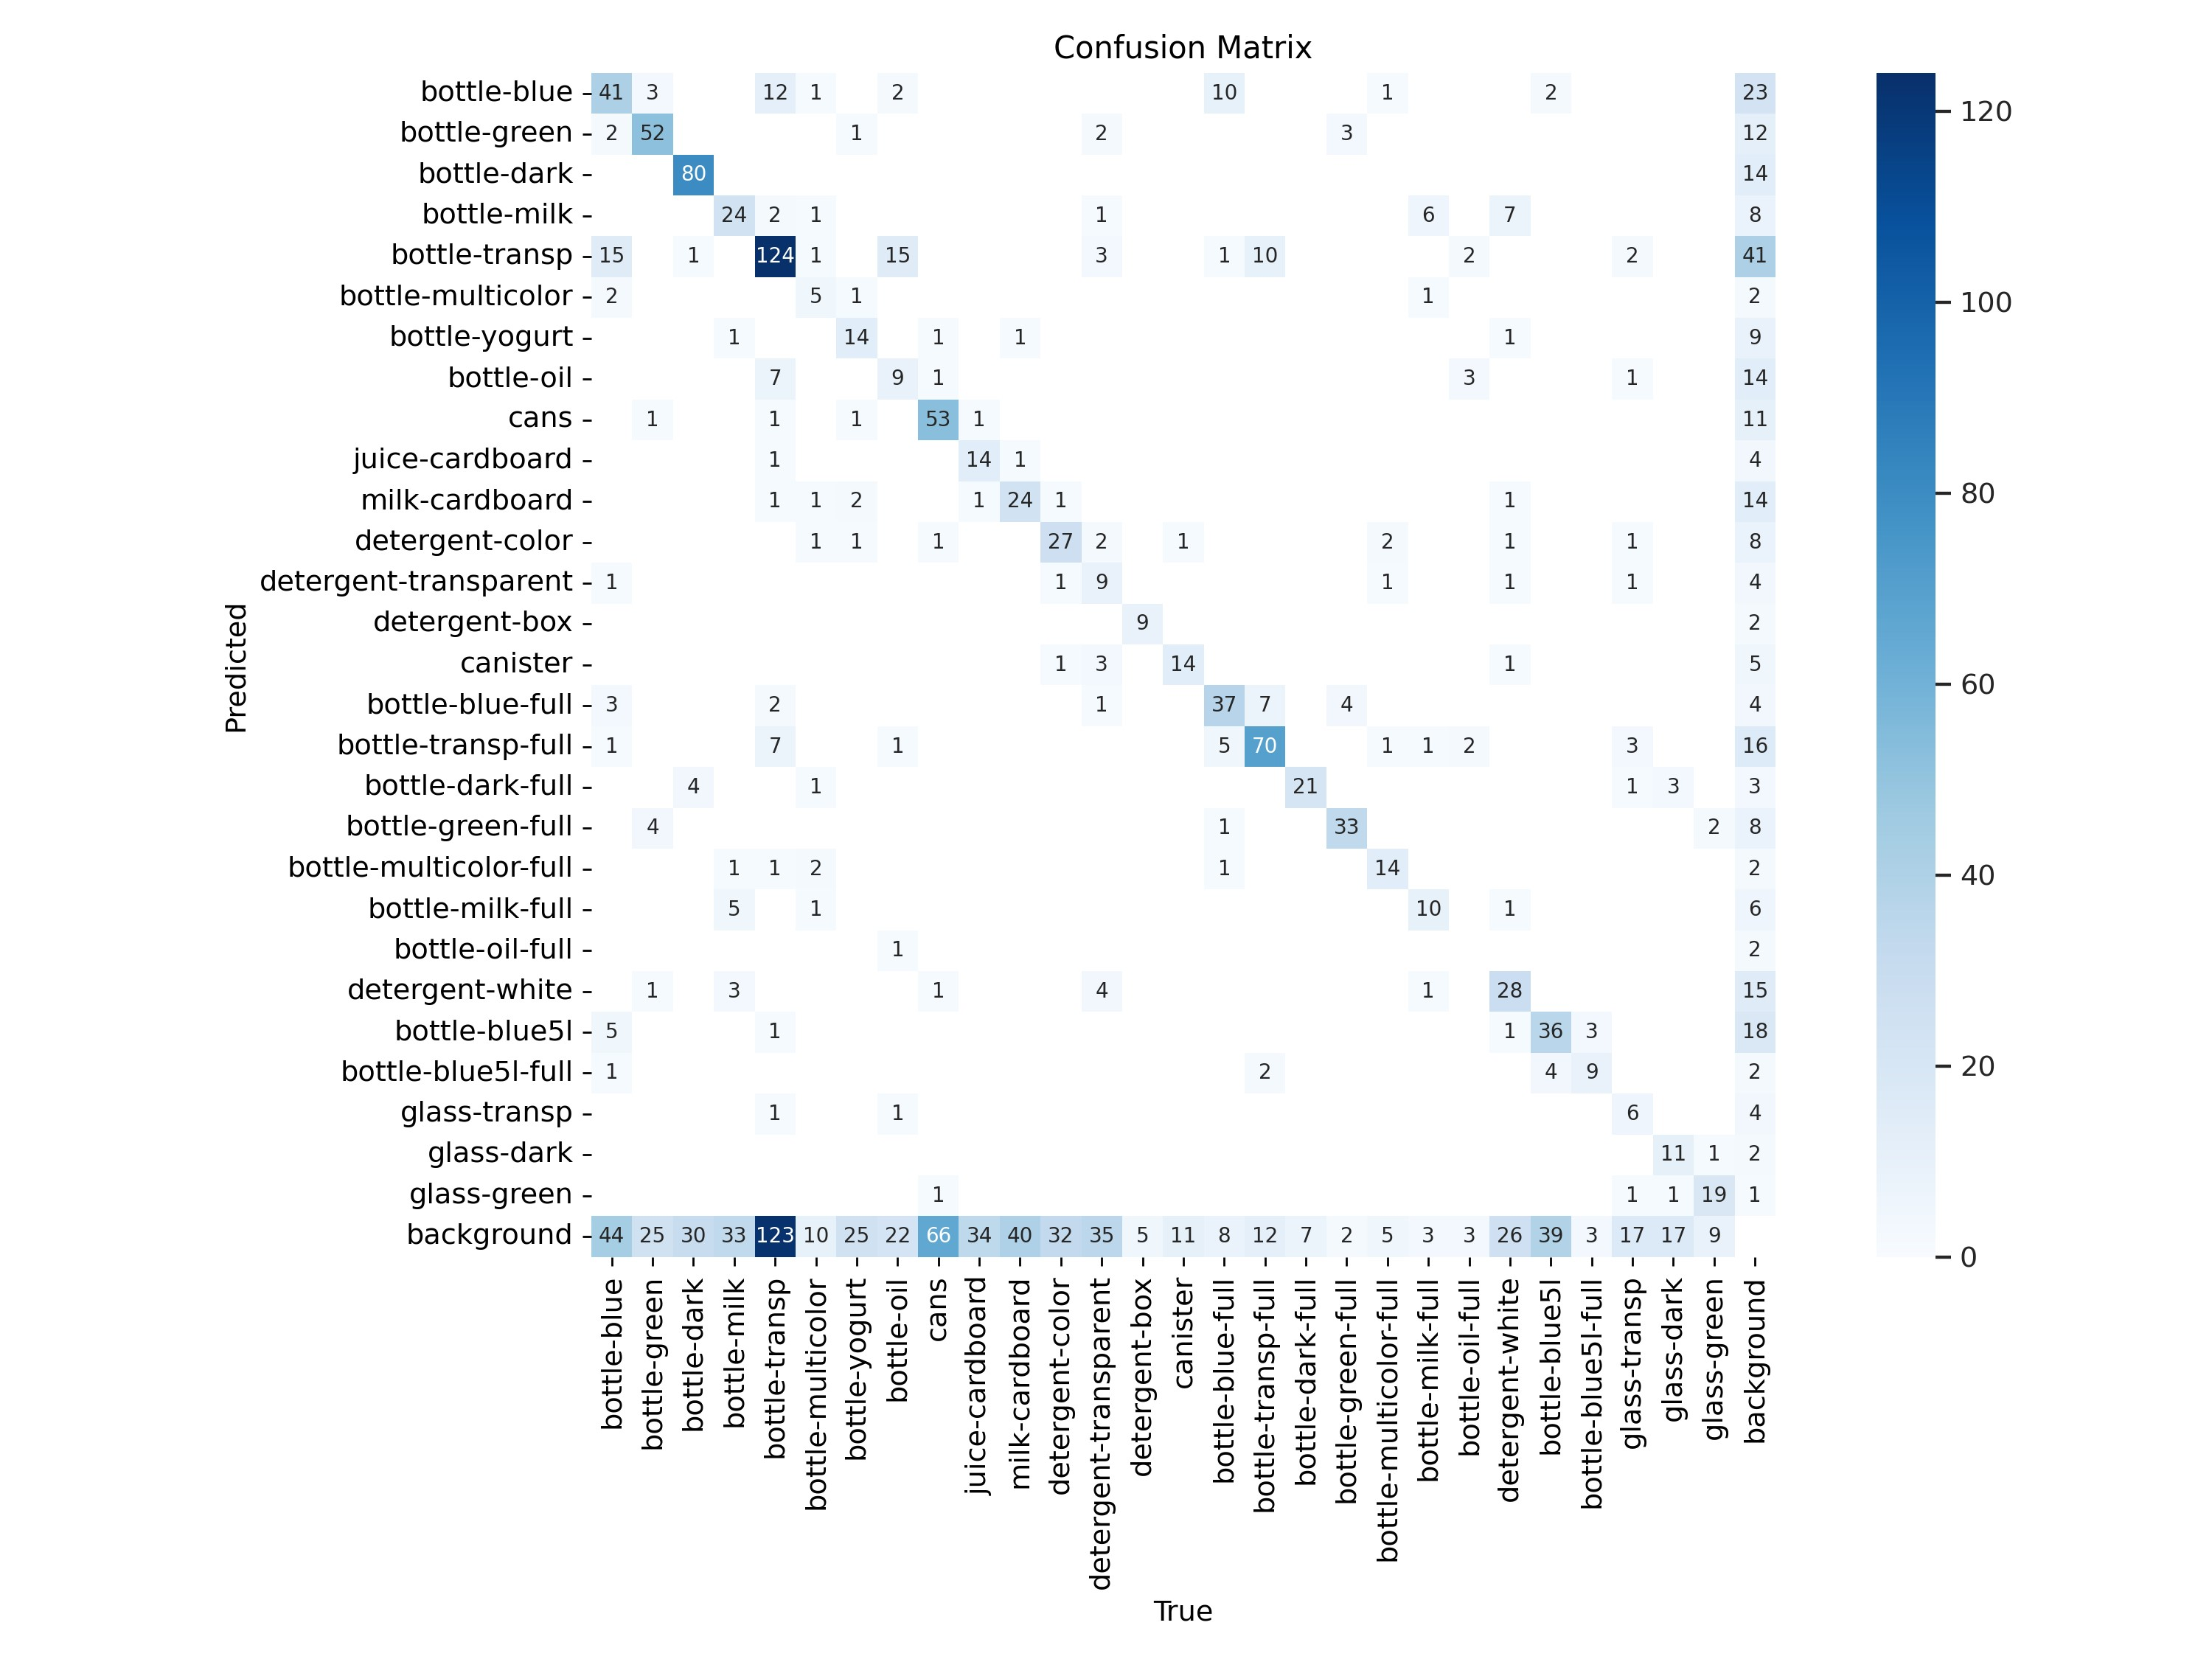 Confusion Matrix
bottle-blue 41 3 12 1 2 10 1 2 23
bottle-green 2 52 1 2 3 12
bottle-dark 80 14
bottle-milk 24 2 1 1 6 7 8
bottle-transp 15 1 124 1 15 3 1 10 2 2 41
bottle-multicolor 2 5 1 1 2
bottle-yogurt 1 14 1 1 1 9
bottle-oil 7 9 1 3 1 14
cans 1 1 1 53 1 11
juice-cardboard 1 14 1 4
milk-cardboard 1 1 2 1 24 1 1 14
detergent-color 1 1 1 27 2 1 2 1 1 8
detergent-transparent 1 1 9 1 1 1 4
detergent-box 9 2
canister 1 3 14 1 5
bottle-blue-full 3 2 1 37 7 4 4
bottle-transp-full 1 7 1 5 70 1 1 2 3 16
bottle-dark-full 4 1 21 1 3 3
bottle-green-full 4 1 33 2 8
bottle-multicolor-full 1 1 2 1 14 2
bottle-milk-full 5 1 10 1 6
bottle-oil-full 1 2
detergent-white 1 3 1 4 1 28 15
bottle-blue5l 5 1 1 36 3 18
bottle-blue5l-full 1 2 4 9 2
glass-transp 1 1 6 4
glass-dark 11 1 2
glass-green 1 1 1 19 1
background 44 25 30 33 123 10 25 22 66 34 40 32 35 5 11 8 12 7 2 5 3 3 26 39 3 17 17 9
Predicted
bottle-blue
bottle-green
bottle-dark
bottle-milk
bottle-transp
bottle-multicolor
bottle-yogurt
bottle-oil
cans
juice-cardboard
milk-cardboard
detergent-color
detergent-transparent
detergent-box
canister
bottle-blue-full
bottle-transp-full
bottle-dark-full
bottle-green-full
bottle-multicolor-full
bottle-milk-full
bottle-oil-full
detergent-white
bottle-blue5l
bottle-blue5l-full
glass-transp
glass-dark
glass-green
background
True
120
100
80
60
40
20
0